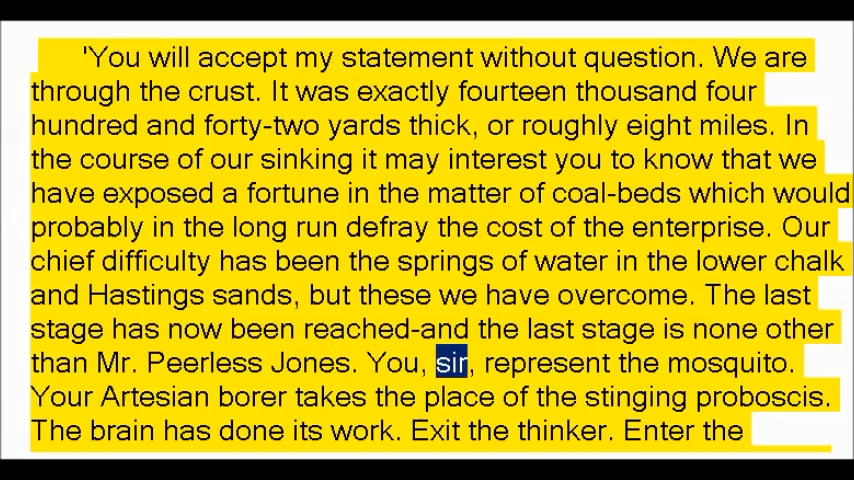 'You will accept my statement without question. We are
through the crust. It was exactly fourteen thousand four
hundred and forty-two yards thick, or roughly eight miles. In
the course of our sinking it may interest you to know that we
have exposed a fortune in the matter of coal-beds which would
probably in the long run defray the cost of the enterprise. Our
chief difficulty has been the springs of water in the lower chalk
and Hastings sands, but these we have overcome. The last
stage has now been reached-and the last stage is none other
than Mr. Peerless Jones. You, sir, represent the mosquito.
Your Artesian borer takes the place of the stinging proboscis.
The brain has done its work. Exit the thinker. Enter the